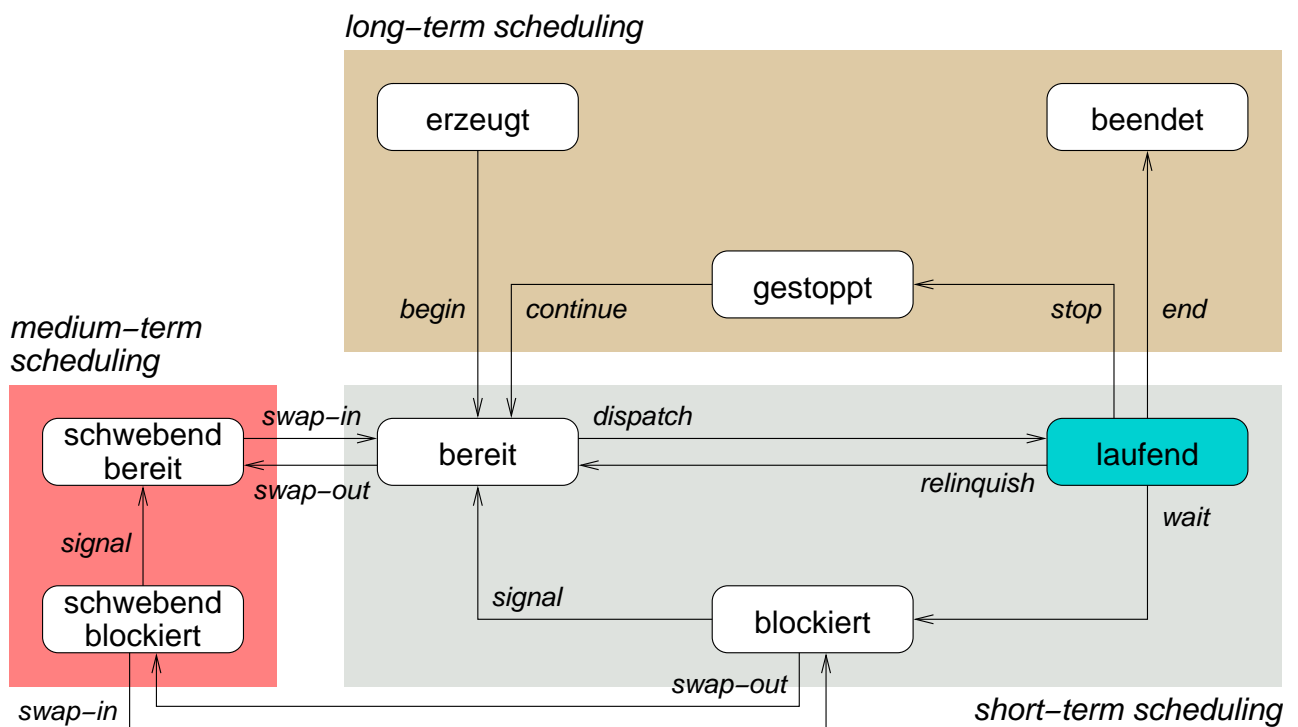 long−term scheduling
erzeugt
beendet
gestoppt
begin
continue
stop
end
medium−term
scheduling
swap−in
dispatch
schwebend
bereit
bereit
laufend
swap−out
relinquish
wait
signal
signal
schwebend
blockiert
blockiert
swap−out
swap−in
short−term scheduling